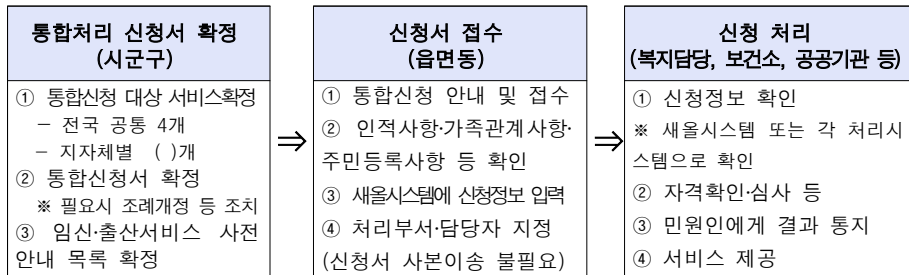 통합처리 신청서 확정
(시군구)
① 통합신청 대상 서비스확정
– 전국 공통 4개
– 지자체별 ( )개
② 통합신청서 확정
※ 필요시 조례개정 등 조치
③ 임신·출산서비스 사전
안내 목록 확정
⇒
신청서 접수
(읍면동)
① 통합신청 안내 및 접수
② 인적사항·가족관계사항·
주민등록사항 등 확인
③ 새올시스템에 신청정보 입력
④ 처리부서·담당자 지정
(신청서 사본이송 불필요)
⇒
신청 처리
(복지담당, 보건소, 공공기관 등)
① 신청정보 확인
※ 새올시스템 또는 각 처리시
스템으로 확인
② 자격확인·심사 등
③ 민원인에게 결과 통지
④ 서비스 제공